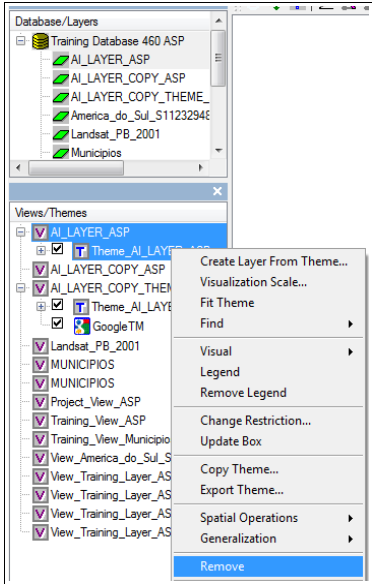 Database/Layers
Training Database 460 ASP
AI_LAYER_ASP
AI_LAYER_COPY_ASP
AI_LAYER_COPY_THEME_
America_do_Sul_S11232948
Landsat_PB_2001
Municipios
Views/Themes
AI_LAYER_ASP
Theme_AI_LAYER_ASP
AI_LAYER_COPY_ASP
AI_LAYER_COPY_THEM
Theme_AI_LAYE
GoogleTM
Landsat_PB_2001
MUNICIPIOS
MUNICIPIOS
Project_View_ASP
Training_View_ASP
Training_View_Municipio
View_America_do_Sul_S
View_Training_Layer_AS
View_Training_Layer_AS
View_Training_Layer_AS
View_Training_Layer_AS
Create Layer From Theme...
Visualization Scale...
Fit Theme
Find
Visual
Legend
Remove Legend
Change Restriction...
Update Box
Copy Theme...
Export Theme...
Spatial Operations
Generalization
Remove